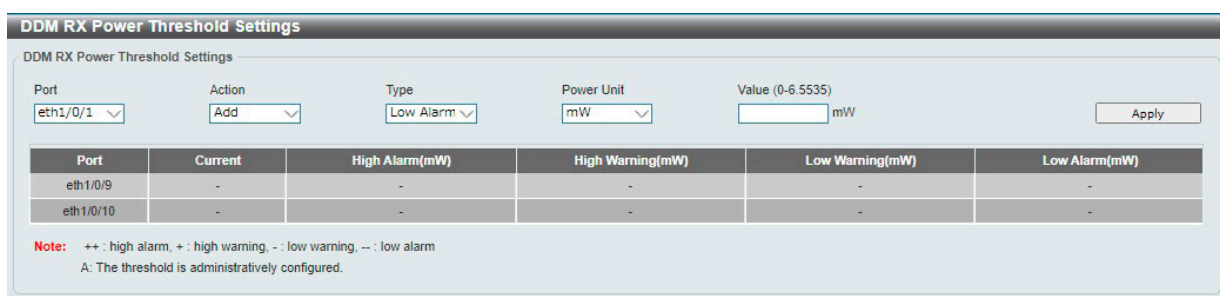 DDM RX Power Threshold Settings
DDM RX Power Threshold Settings
Port Action Type Power Unit Value (0-6.5535)
eth1/0/1 Add Low Alarm mW mW Apply
Port Current High Alarm(mW) High Warning(mW) Low Warning(mW) Low Alarm(mW)
eth1/0/9 - - - - -
eth1/0/10 - - - - -
Note: ++ : high alarm, + : high warning, - : low warning, -- : low alarm
A: The threshold is administratively configured.